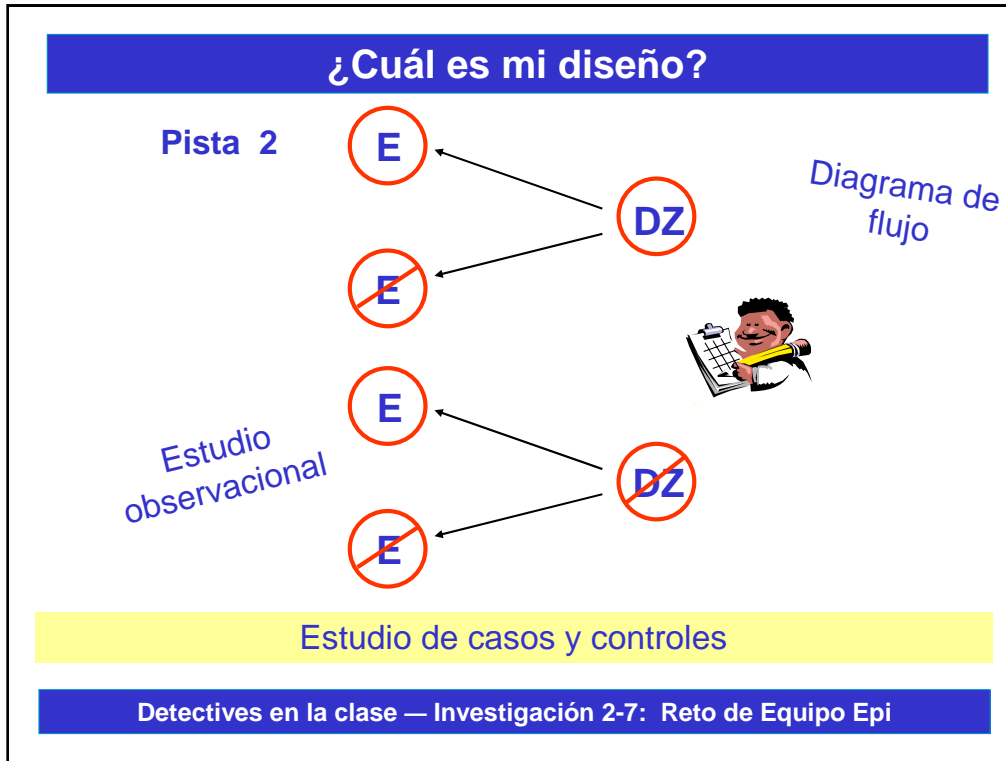 ¿Cuál es mi diseño?
Pista 2
E
DZ
Diagrama de
flujo
E
E
Estudio
observacional
DZ
E
Estudio de casos y controles
Detectives en la clase — Investigación 2-7: Reto de Equipo Epi